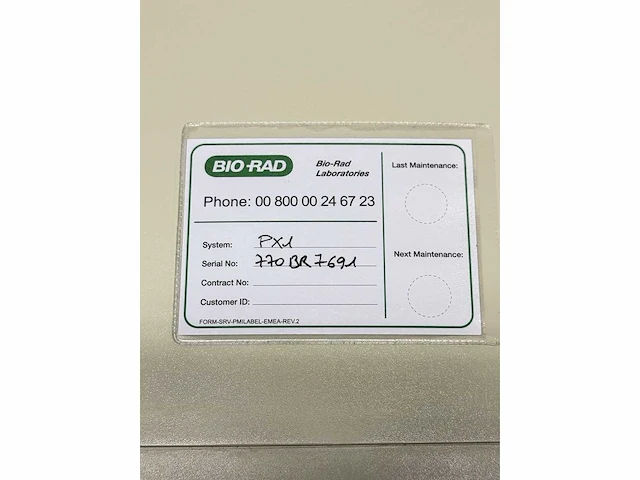 BIO-RAD
Bio-Rad
Laboratories
Phone: 00 800 00 24 67 23
System: PX1
Serial No: 770BR7691
Contract No:
Customer ID:
FORM-SRV-PMILABEL-EMEA-REV.2
Last Maintenance:
Next Maintenance: